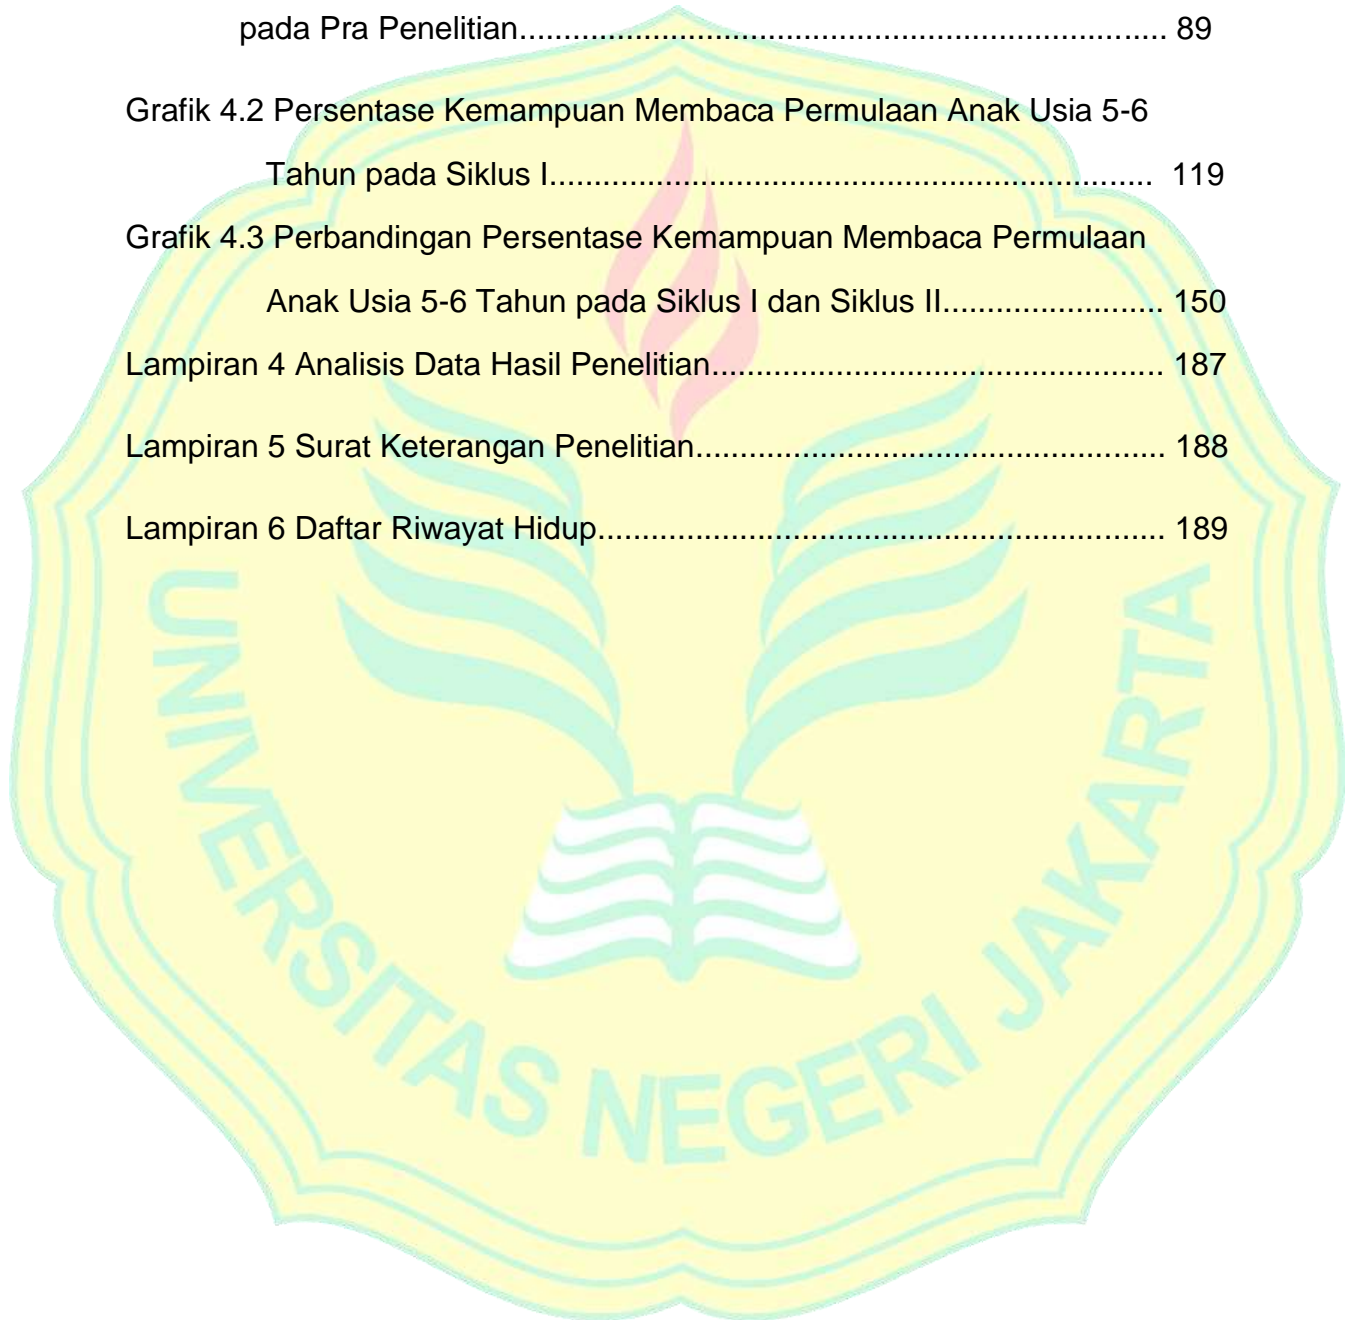 pada Pra Penelitian......................................................................... 89
Grafik 4.2 Persentase Kemampuan Membaca Permulaan Anak Usia 5-6
Tahun pada Siklus I.................................................................... 119
Grafik 4.3 Perbandingan Persentase Kemampuan Membaca Permulaan
Anak Usia 5-6 Tahun pada Siklus I dan Siklus II......................... 150
Lampiran 4 Analisis Data Hasil Penelitian................................................... 187
Lampiran 5 Surat Keterangan Penelitian..................................................... 188
Lampiran 6 Daftar Riwayat Hidup................................................................ 189
UNIVERSITAS NEGERI JAKARTA